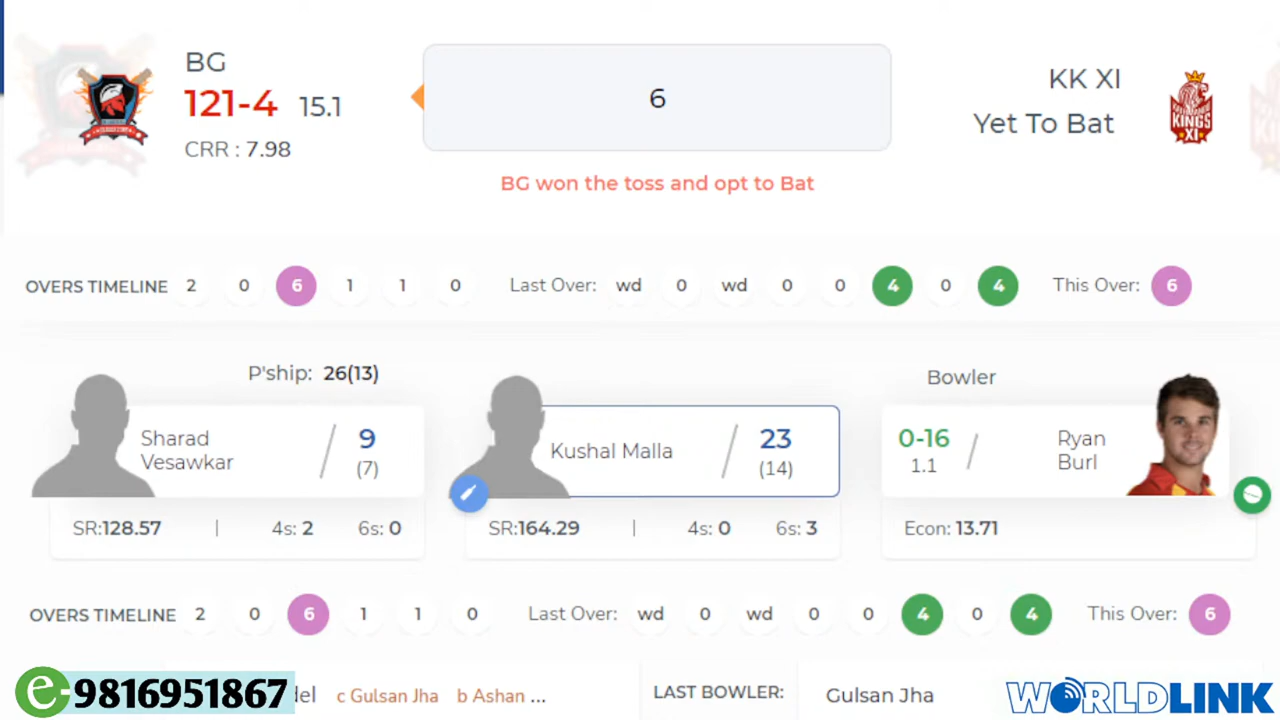 BG
121-4 15.1
CRR : 7.98
6
BG won the toss and opt to Bat
KK XI
Yet To Bat
KINGS
XI
OVERS TIMELINE 2 0 6 1 1 0 Last Over: wd 0 wd 0 0 4 0 4 This Over: 6
P'ship: 26(13)
Sharad
Vesawkar
9
(7)
SR:128.57 | 4s: 2 6s: 0
Kushal Malla
23
(14)
SR:164.29 | 4s: 0 6s: 3
Bowler
0-16
1.1
Ryan
Burl
Econ: 13.71
OVERS TIMELINE 2 0 6 1 1 0 Last Over: wd 0 wd 0 0 4 0 4 This Over: 6
e-9816951867
del c Gulsan Jha b Ashan ...
LAST BOWLER: Gulsan Jha
WORLDLINK